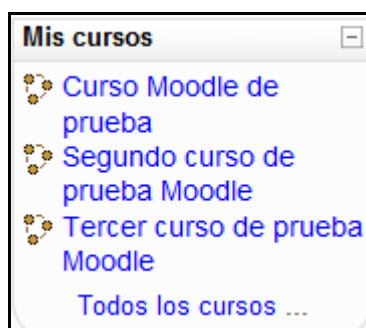 Mis cursos
Curso Moodle de
prueba
Segundo curso de
prueba Moodle
Tercer curso de prueba
Moodle
Todos los cursos ...